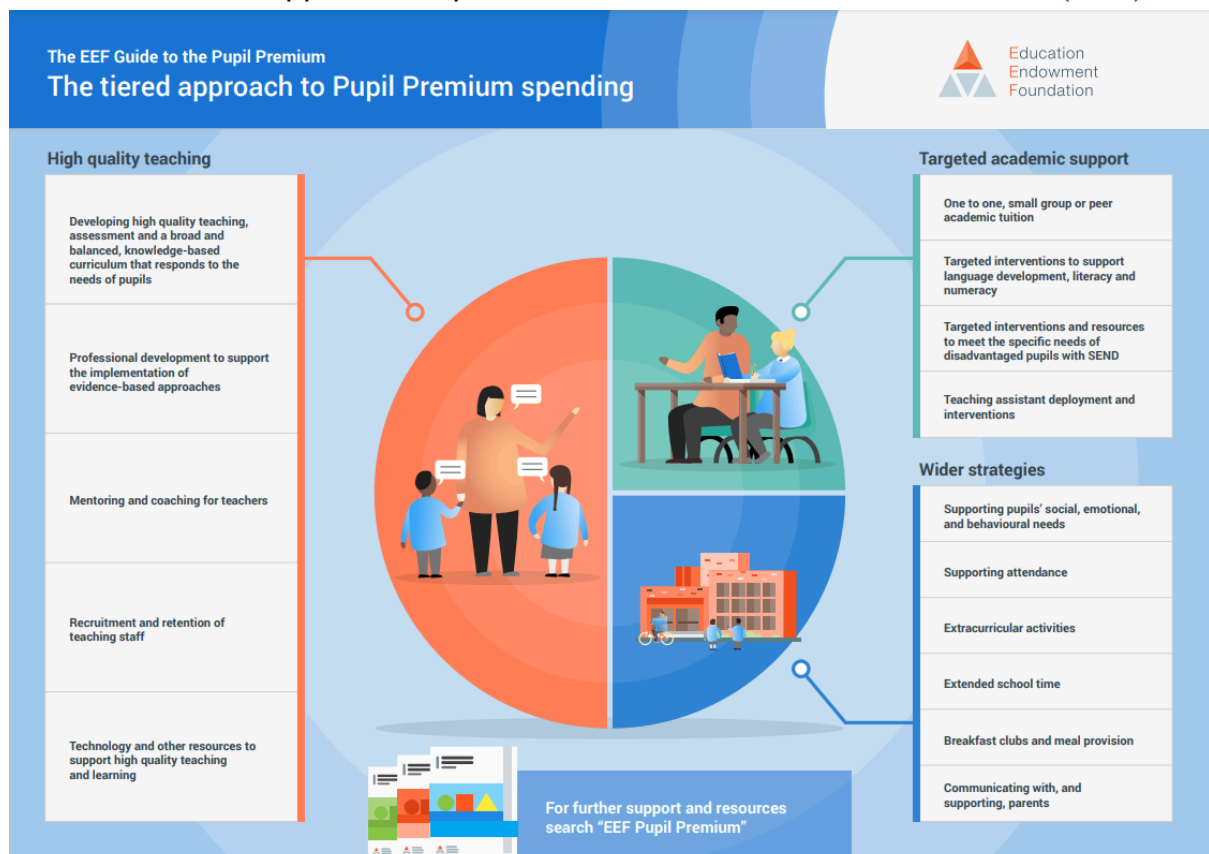 The EEF Guide to the Pupil Premium
The tiered approach to Pupil Premium spending
Education
Endowment
Foundation
High quality teaching
Developing high quality teaching,
assessment and a broad and
balanced, knowledge-based
curriculum that responds to the
needs of pupils
Professional development to support
the implementation of
evidence-based approaches
Mentoring and coaching for teachers
Recruitment and retention of
teaching staff
Technology and other resources to
support high quality teaching
and learning
Targeted academic support
One to one, small group or peer
academic tuition
Targeted interventions to support
language development, literacy and
numeracy
Targeted interventions and resources
to meet the specific needs of
disadvantaged pupils with SEND
Teaching assistant deployment and
interventions
Wider strategies
Supporting pupils’ social, emotional,
and behavioural needs
Supporting attendance
Extracurricular activities
Extended school time
Breakfast clubs and meal provision
Communicating with, and
supporting, parents
For further support and resources
search “EEF Pupil Premium”